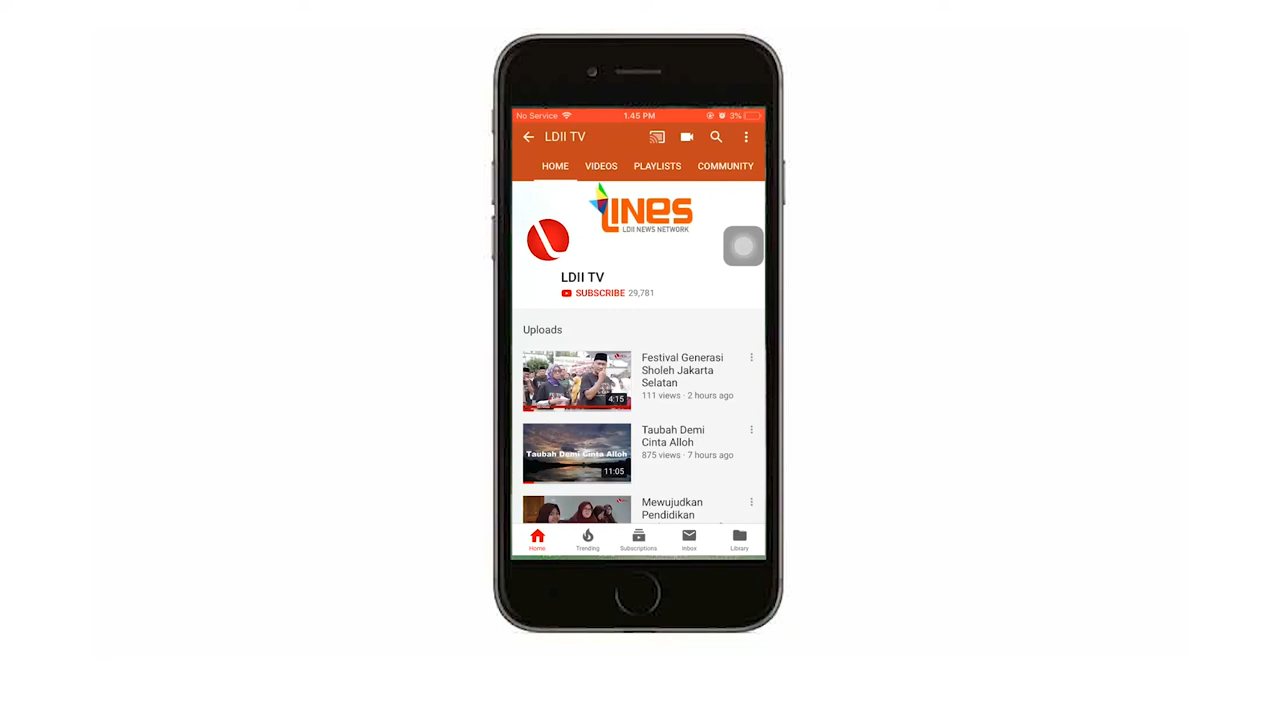 No Service 1.45 PM 3%
LDII TV
HOME VIDEOS PLAYLISTS COMMUNITY
LINES
LDII NEWS NETWORK
LDII TV
SUBSCRIBE 29,781
Uploads
Festival Generasi
Sholeh Jakarta
Selatan
111 views · 2 hours ago
4:15
Taubah Demi
Cinta Alloh
875 views · 7 hours ago
Taubah Demi Cinta Alloh
11:05
Mewujudkan
Pendidikan
Home Trending Subscriptions Inbox Library